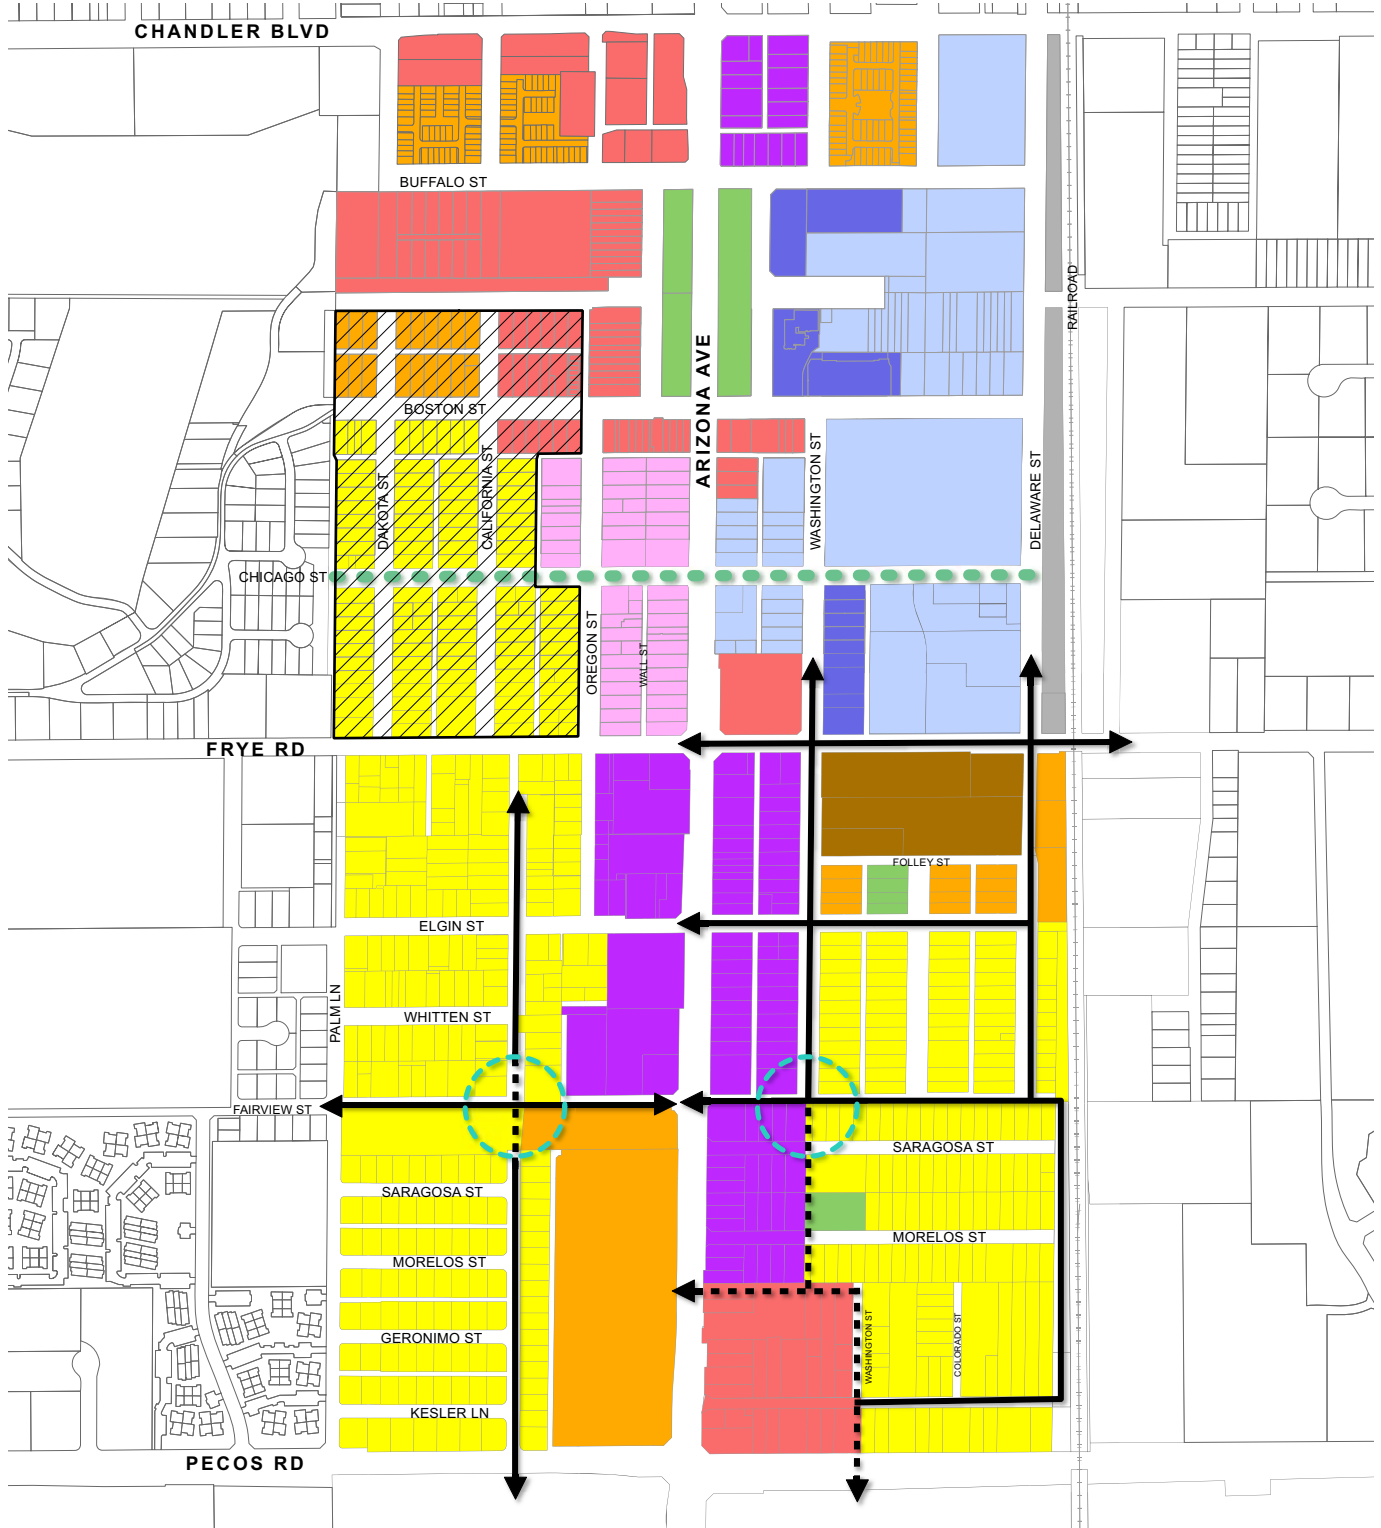 CHANDLER BLVD
BUFFALO ST
RAILROAD
ARIZONA AVE
BOSTON ST
DAKOTA ST
CALIFORNIA ST
WASHINGTON ST
DELAWARE ST
CHICAGO ST
OREGON ST
WALL ST
FRYE RD
FOLLEY ST
ELGIN ST
PALM LN
WHITTEN ST
FAIRVIEW ST
SARAGOSA ST
SARAGOSA ST
MORELOS ST
MORELOS ST
GERONIMO ST
WASHINGTON ST
COLORADO ST
KESLER LN
PECOS RD